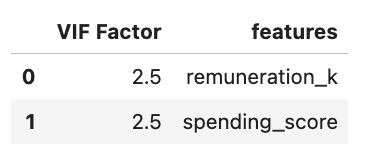 VIF Factor features
0 2.5 remuneration_k
1 2.5 spending_score